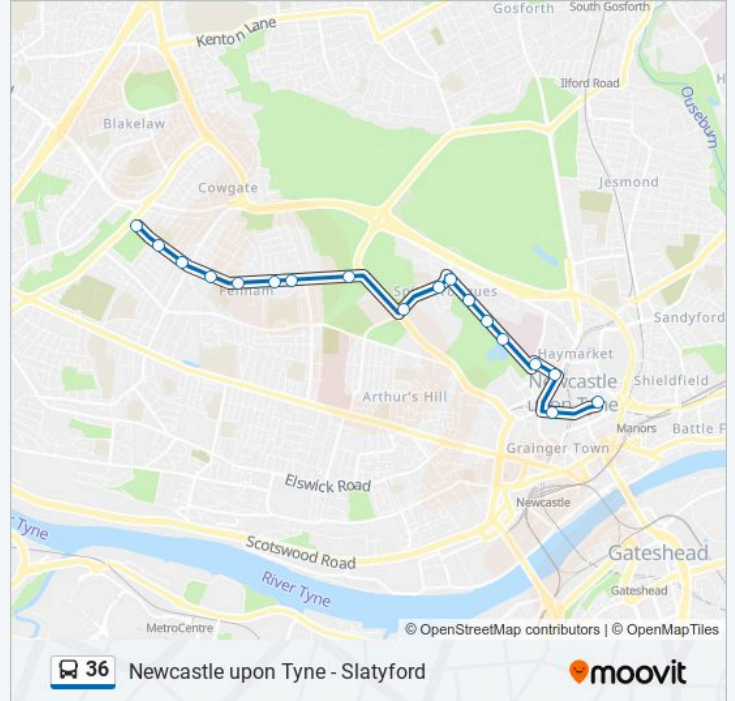 Gosforth
South Gosforth
Kenton Lane
Ilford Road
Ouseburn
H
Blakelaw
Cowgate
Jesmond
Fenham
Sp
ues
Sandyford
Haymarket
Newcastle
upon Tyne
Shieldfield
Arthur's Hill
Manors
Battle F
Grainger Town
Elswick Road
Newcastle
Tyne
Scotswood Road
Gateshead
River Tyne
Gateshead
MetroCentre
© OpenStreetMap contributors | © OpenMapTiles
36 Newcastle upon Tyne - Slatyford
moovit